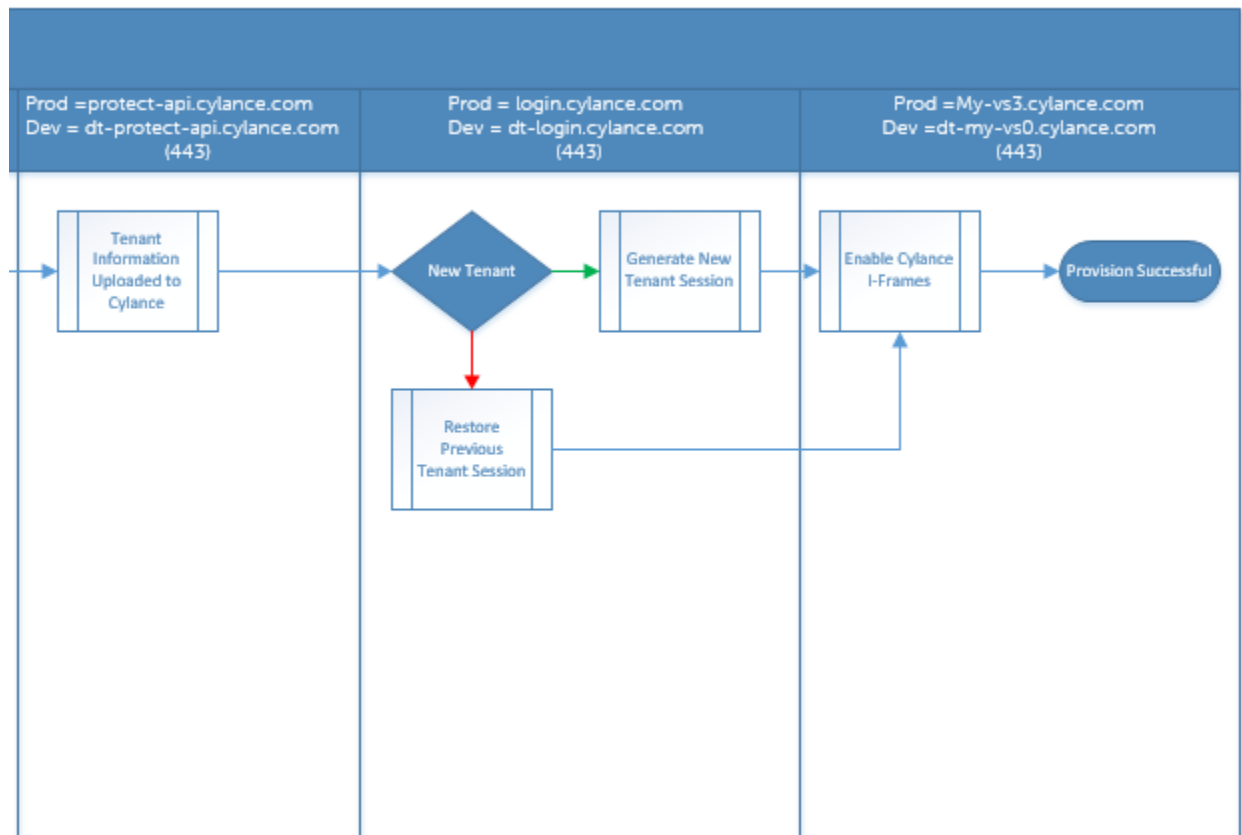 Prod =protect-api.cylance.com
Dev = dt-protect-api.cylance.com
(443)
Prod = login.cylance.com
Dev = dt-login.cylance.com
(443)
Prod =My-vs3.cylance.com
Dev =dt-my-vs0.cylance.com
(443)
Tenant
Information
Uploaded to
Cylance
New Tenant
Generate New
Tenant Session
Enable Cylance
I-Frames
Provision Successful
Restore
Previous
Tenant Session